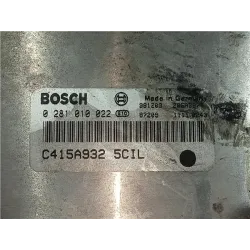 BOSCH Made in Germany
0 281 010 022
C415A932 5CIL